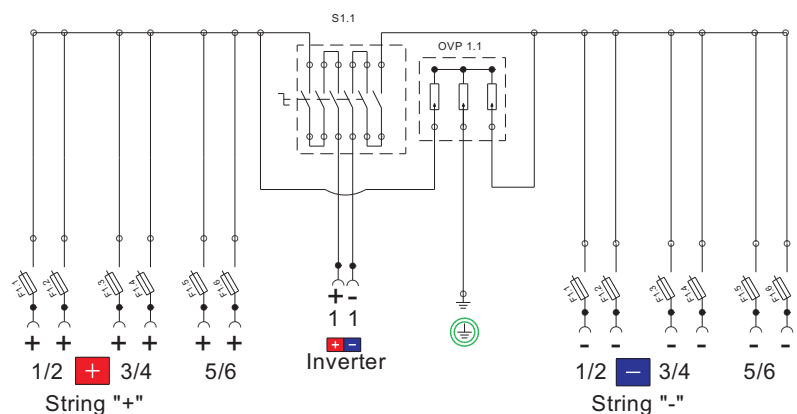 S1.1
OVP 1.1
F1.1 F1.2 F1.3 F1.4 F1.5 F1.6
F1.1 F1.2 F1.3 F1.4 F1.5 F1.6
+ + + + + +
+ -
1 1
+ −
Inverter
- - - - - -
1/2 + 3/4 5/6
String "+"
1/2 − 3/4 5/6
String "-"